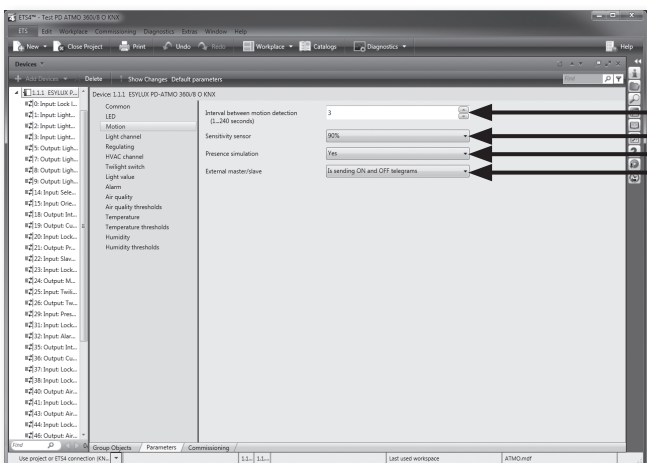 ETS4™ - Test PD ATMO 360i/8 O KNX
ETS Edit Workplace Commissioning Diagnostics Extras Window Help
New Close Project Print Undo Redo Workplace Catalogs Diagnostics Help
Devices
Add Devices Delete Show Changes Default parameters Find
1.1.1 ESYLUX P...
0: Input: Lock I...
1: Input: Light...
2: Input: Light...
3: Input: Light...
5: Output: Ligh...
7: Output: Ligh...
8: Output: Ligh...
9: Output: Ligh...
14: Input: Sele...
15: Input: Orie...
18: Output: Int...
19: Output: Cu...
20: Input: Lock...
21: Output: Pr...
22: Input: Slav...
23: Input: Lock...
24: Output: M...
25: Input: Twili...
26: Output: Tw...
29: Input: Pres...
31: Input: Lock...
32: Input: Alar...
35: Output: Int...
36: Output: Cu...
37: Input: Lock...
38: Input: Lock...
40: Output: Air...
41: Input: Lock...
43: Output: Air...
44: Input: Lock...
46: Output: Air...
Find
Device: 1.1.1 ESYLUX PD-ATMO 360i/8 O KNX
Common
LED
Motion
Light channel
Regulating
HVAC channel
Twilight switch
Light value
Alarm
Air quality
Air quality thresholds
Temperature
Temperature thresholds
Humidity
Humidity thresholds
Interval between motion detection
(1...240 seconds)
3
Sensitivity sensor 90%
Presence simulation Yes
External master/slave Is sending ON and OFF telegrams
Group Objects Parameters Commissioning
Use project or ETS4 connection (KN... 1.1... 1.1... Last used workspace ATMO.mdf